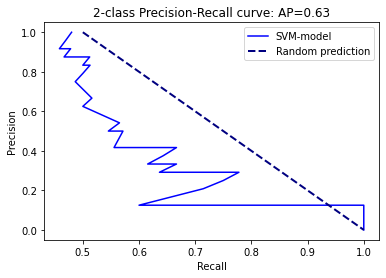 2-class Precision-Recall curve: AP=0.63
SVM-model
Random prediction
Precision
1.0
0.8
0.6
0.4
0.2
0.0
0.5 0.6 0.7 0.8 0.9 1.0
Recall